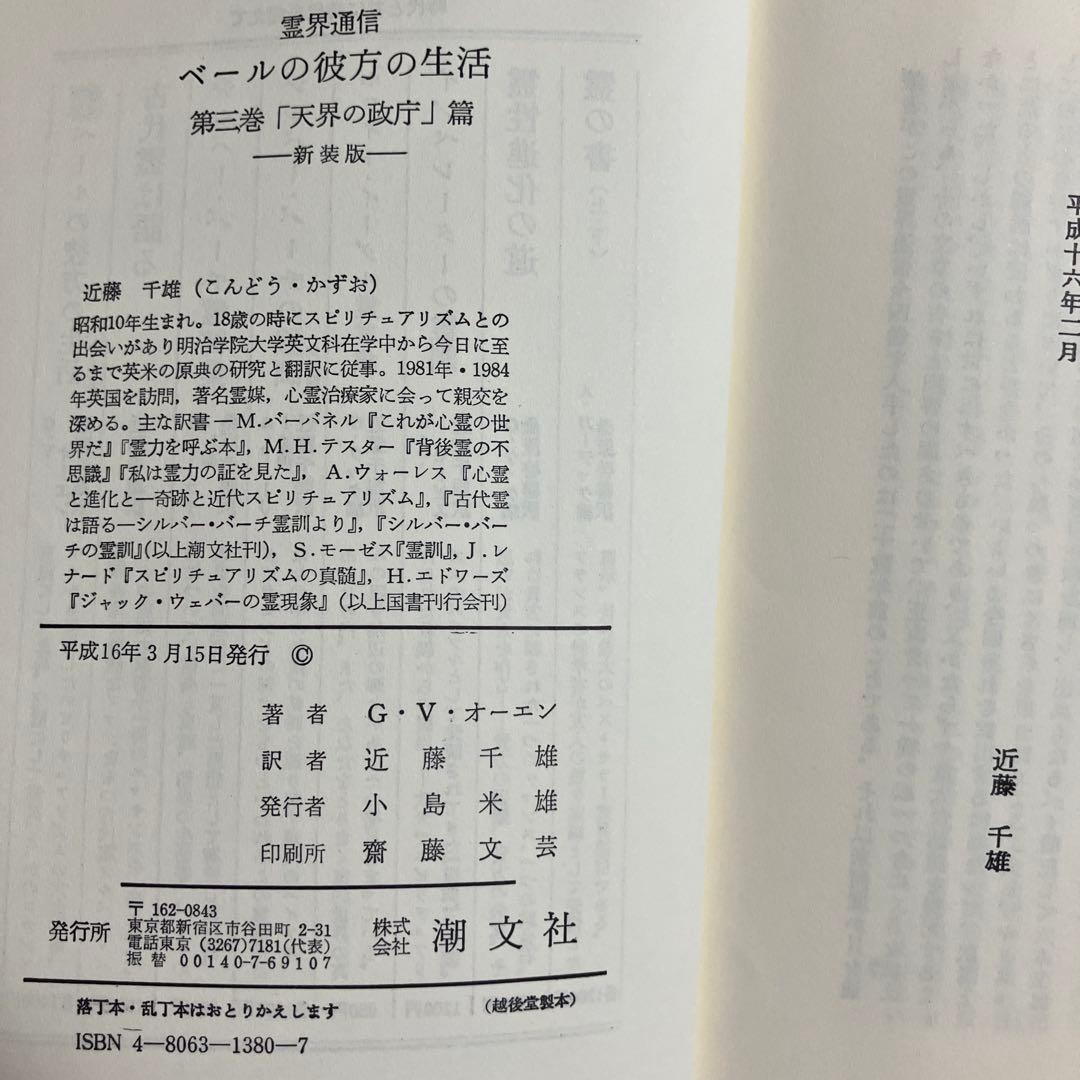 霊界通信
ベールの彼方の生活
第三巻「天界の政庁」篇
―新装版―
近藤　千雄（こんどう・かずお）
昭和10年生まれ。18歳の時にスピリチュアリズムとの
出会いがあり明治学院大学英文科在学中から今日に至
るまで英米の原典の研究と翻訳に従事。1981年・1984
年英国を訪問，著名霊媒，心霊治療家に会って親交を
深める。主な訳書―M.バーバネル『これが心霊の世
界だ』『霊力を呼ぶ本』，M.H.テスター『背後霊の不
思議』『私は霊力の証を見た』，A.ウォーレス『心霊
と進化と―奇跡と近代スピリチュアリズム』，『古代霊
は語る―シルバー・バーチ霊訓より』，『シルバー・バー
チの霊訓』(以上潮文社刊)，S.モーゼス『霊訓』，J.レ
ナード『スピリチュアリズムの真髄』，H.エドワーズ
『ジャック・ウェバーの霊現象』（以上国書刊行会刊）
平成16年3月15日発行　©
著者　G・V・オーエン
訳者　近藤千雄
発行者　小島米雄
印刷所　齋藤文芸
発行所
〒162-0843
東京都新宿区市谷田町 2-31
電話東京 (3267)7181(代表)
振替 00140-7-69107
株式会社 潮文社
落丁本・乱丁本はおとりかえします
（越後堂製本）
ISBN 4―8063―1380―7
平成十六年二月
近藤　千雄